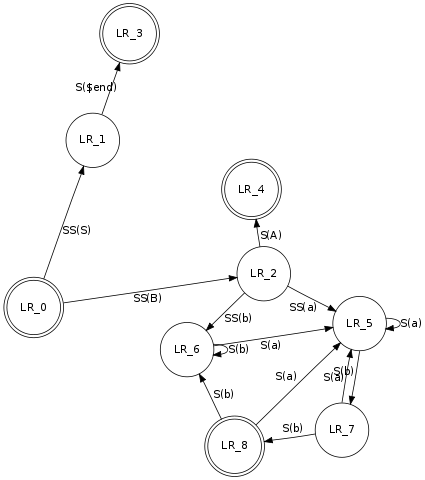 LR_3
S($end)
LR_1
LR_4
SS(S)
S(A)
LR_2
SS(B)
LR_0
SS(a)
SS(b)
LR_5
S(a)
S(a)
LR_6
S(b)
S(a)
S(b)
S(a)
S(b)
S(b)
LR_7
LR_8